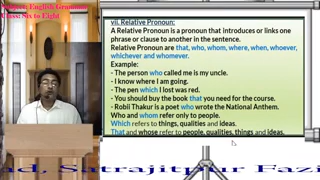 Subject: English Grammar
Class: Six to Eight
vii. Relative Pronoun:
A Relative Pronoun is a pronoun that introduces or links one
phrase or clause to another in the sentence.
Relative Pronoun are that, who, whom, where, when, whoever,
whichever and whomever.
Example:
- The person who called me is my uncle.
- I know where I am going.
- The pen which I lost was red.
- You should buy the book that you need for the course.
- Robii Thakur is a poet who wrote the National Anthem.
Who and whom refer only to people.
Which refers to things, qualities and ideas.
That and whose refer to people, qualities, things and ideas.
ad, Satrajitpur Fazi